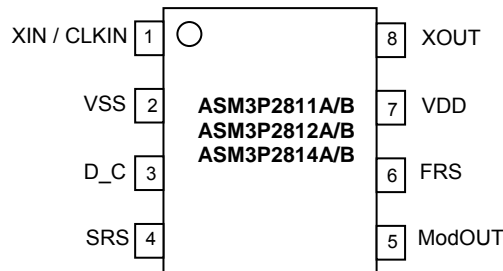 XIN / CLKIN 1
8 XOUT
VSS 2
ASM3P2811A/B
ASM3P2812A/B
ASM3P2814A/B
7 VDD
D_C 3
6 FRS
SRS 4
5 ModOUT